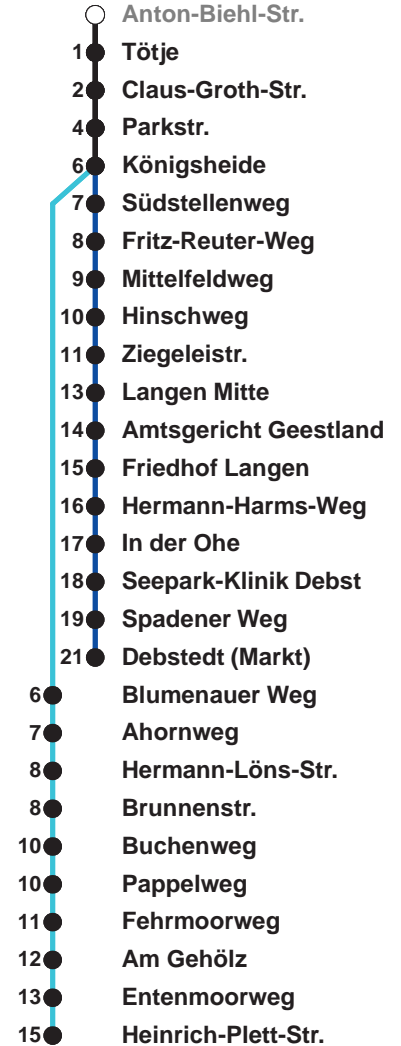 Anton-Biehl-Str.
1 Tötje
2 Claus-Groth-Str.
4 Parkstr.
6 Königsheide
7 Südstellenweg
8 Fritz-Reuter-Weg
9 Mittelfeldweg
10 Hinschweg
11 Ziegeleistr.
13 Langen Mitte
14 Amtsgericht Geestland
15 Friedhof Langen
16 Hermann-Harms-Weg
17 In der Ohe
18 Seepark-Klinik Debst
19 Spadener Weg
21 Debstedt (Markt)
6 Blumenauer Weg
7 Ahornweg
8 Hermann-Löns-Str.
8 Brunnenstr.
10 Buchenweg
10 Pappelweg
11 Fehrmoorweg
12 Am Gehölz
13 Entenmoorweg
15 Heinrich-Plett-Str.